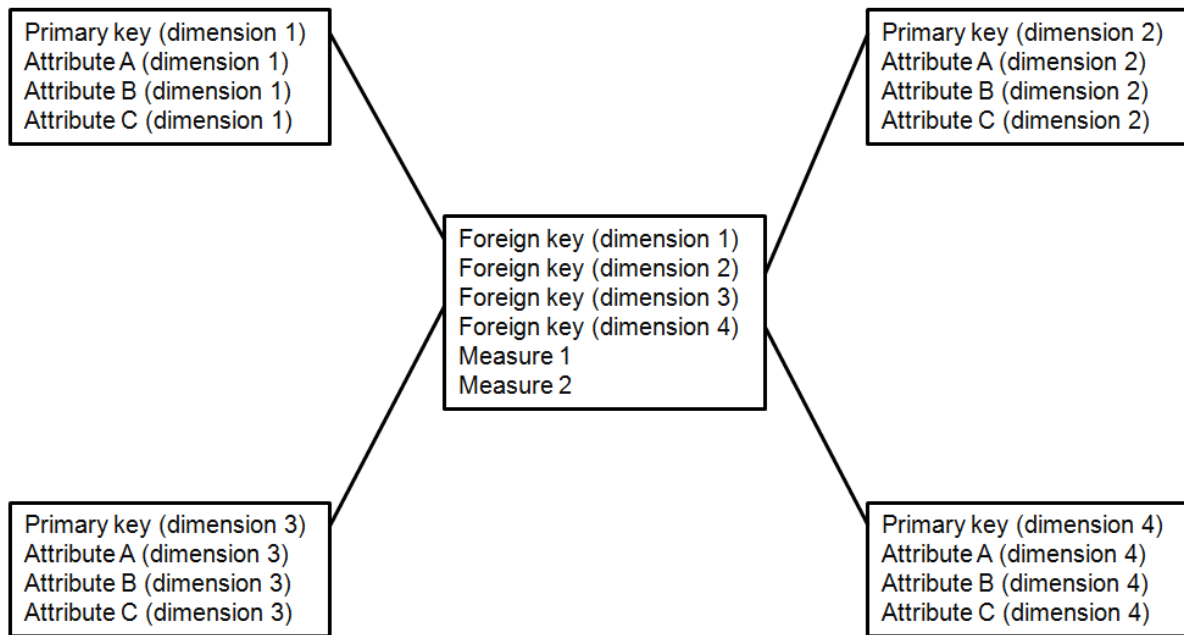 Primary key (dimension 1)
Attribute A (dimension 1)
Attribute B (dimension 1)
Attribute C (dimension 1)
Primary key (dimension 2)
Attribute A (dimension 2)
Attribute B (dimension 2)
Attribute C (dimension 2)
Foreign key (dimension 1)
Foreign key (dimension 2)
Foreign key (dimension 3)
Foreign key (dimension 4)
Measure 1
Measure 2
Primary key (dimension 3)
Attribute A (dimension 3)
Attribute B (dimension 3)
Attribute C (dimension 3)
Primary key (dimension 4)
Attribute A (dimension 4)
Attribute B (dimension 4)
Attribute C (dimension 4)